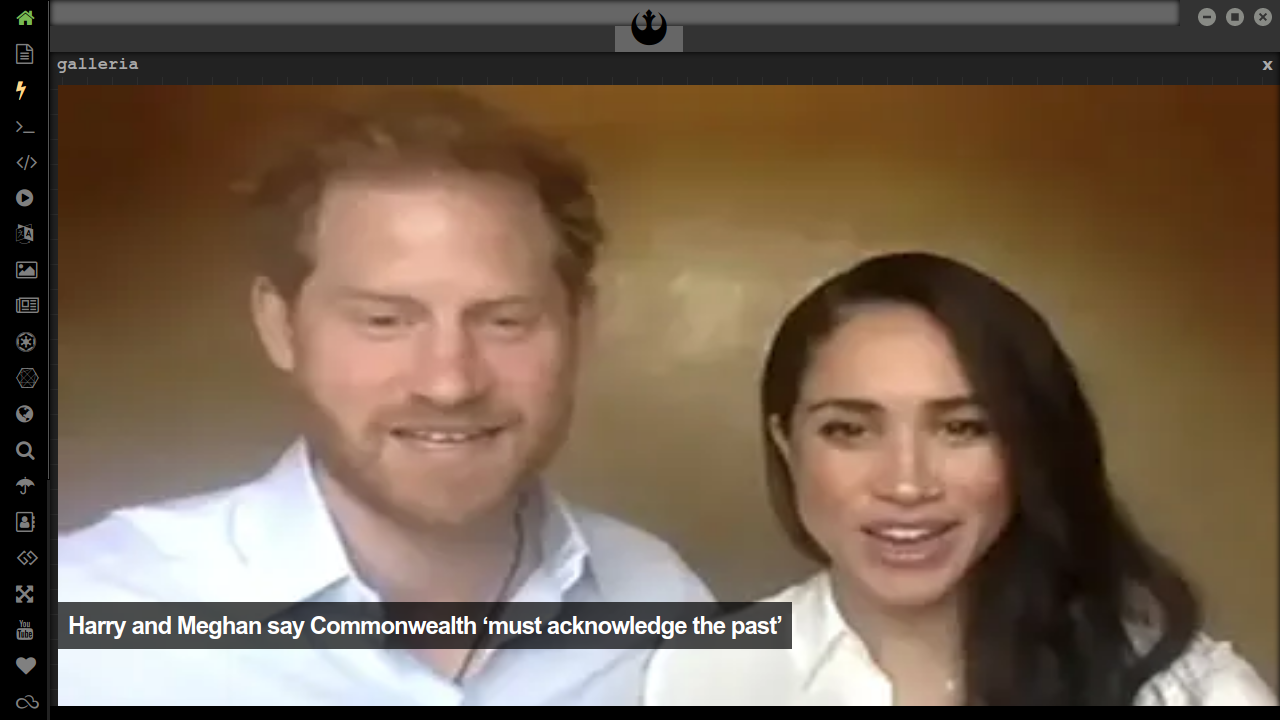 galleria
x
Harry and Meghan say Commonwealth ‘must acknowledge the past’
You
Tube